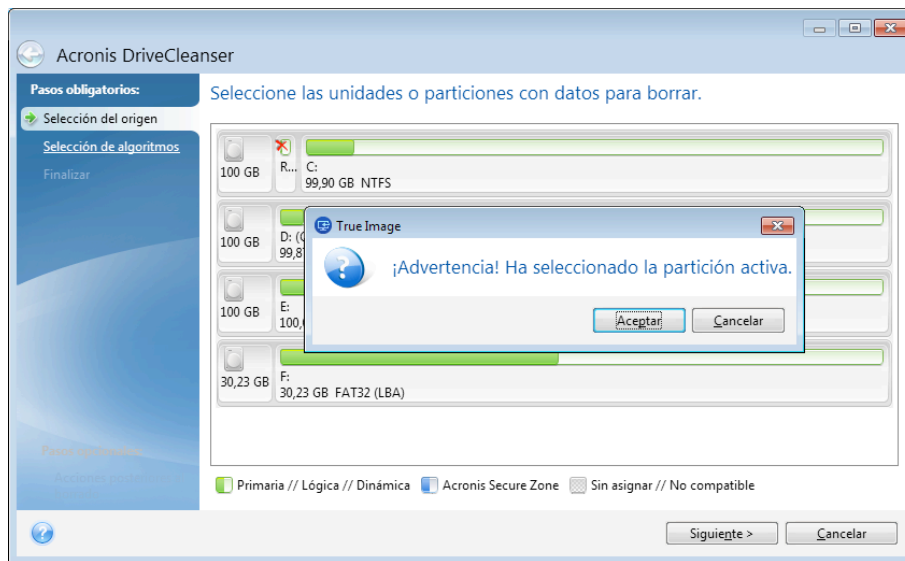 Acronis DriveCleanser
Pasos obligatorios:
Selección del origen
Selección de algoritmos
Finalizar
Seleccione las unidades o particiones con datos para borrar.
100 GB
R...
C:
99,90 GB NTFS
100 GB
D: (
99,8
100 GB
E:
100,
30,23 GB
F:
30,23 GB FAT32 (LBA)
True Image
¡Advertencia! Ha seleccionado la partición activa.
Aceptar
Cancelar
Primaria // Lógica // Dinámica
Acronis Secure Zone
Sin asignar // No compatible
Siguiente >
Cancelar